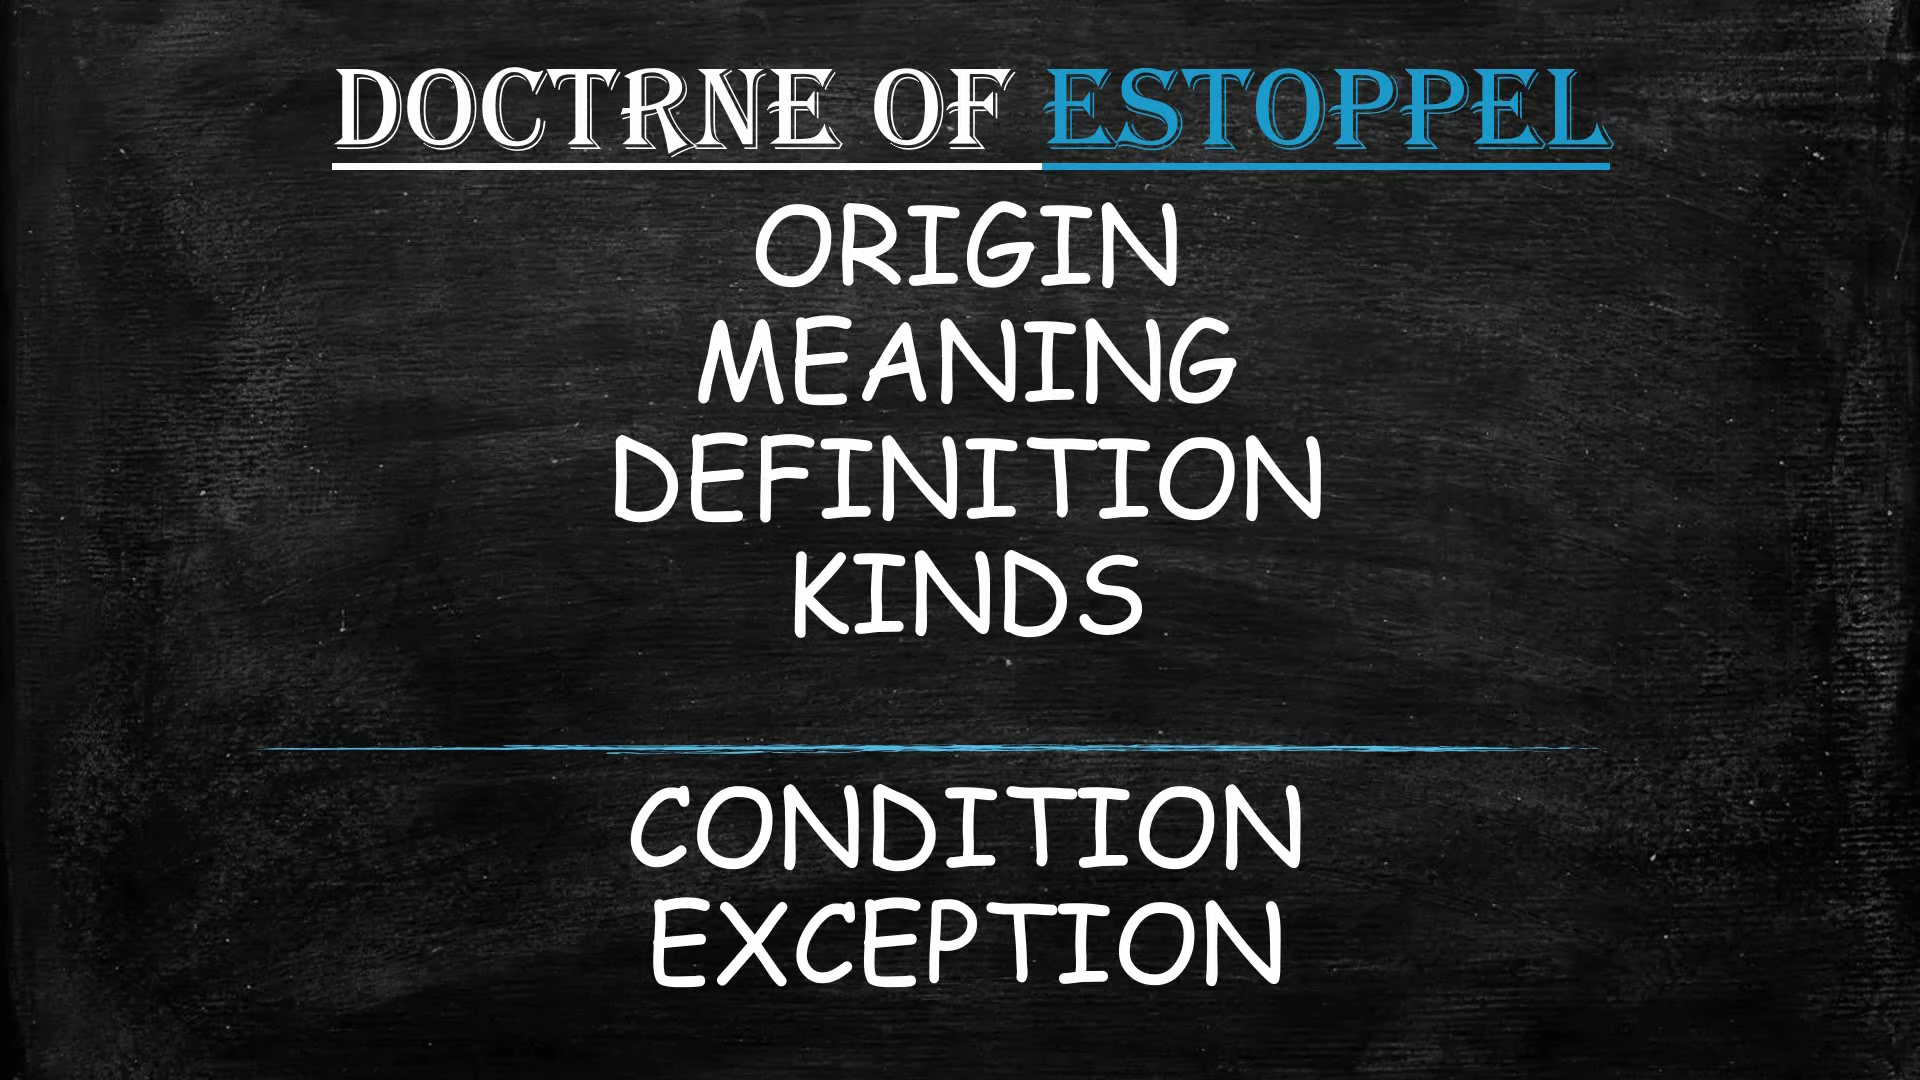 DOCTRNE OF ESTOPPEL
ORIGIN
MEANING
DEFINITION
KINDS
CONDITION
EXCEPTION